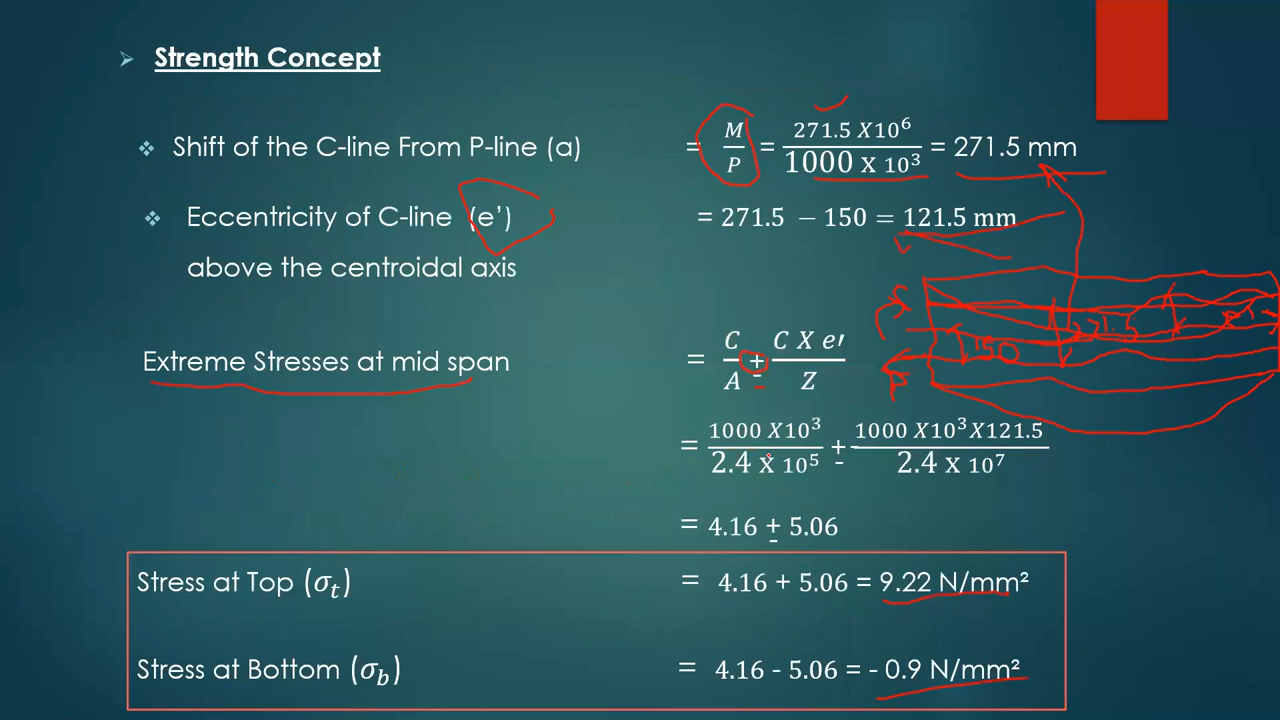 Strength Concept
Shift of the C-line From P-line (a) = M/P = 271.5 X10⁶/1000 x 10³ = 271.5 mm
Eccentricity of C-line (e’) = 271.5 − 150 = 121.5 mm
above the centroidal axis
C
271.5
e'
150
P
Extreme Stresses at mid span = C/A ± C X e′/Z
= 1000 X10³/2.4 x 10⁵ ± 1000 X10³X121.5/2.4 x 10⁷
= 4.16 ± 5.06
Stress at Top (σₜ) = 4.16 + 5.06 = 9.22 N/mm²
Stress at Bottom (σ_b) = 4.16 - 5.06 = - 0.9 N/mm²